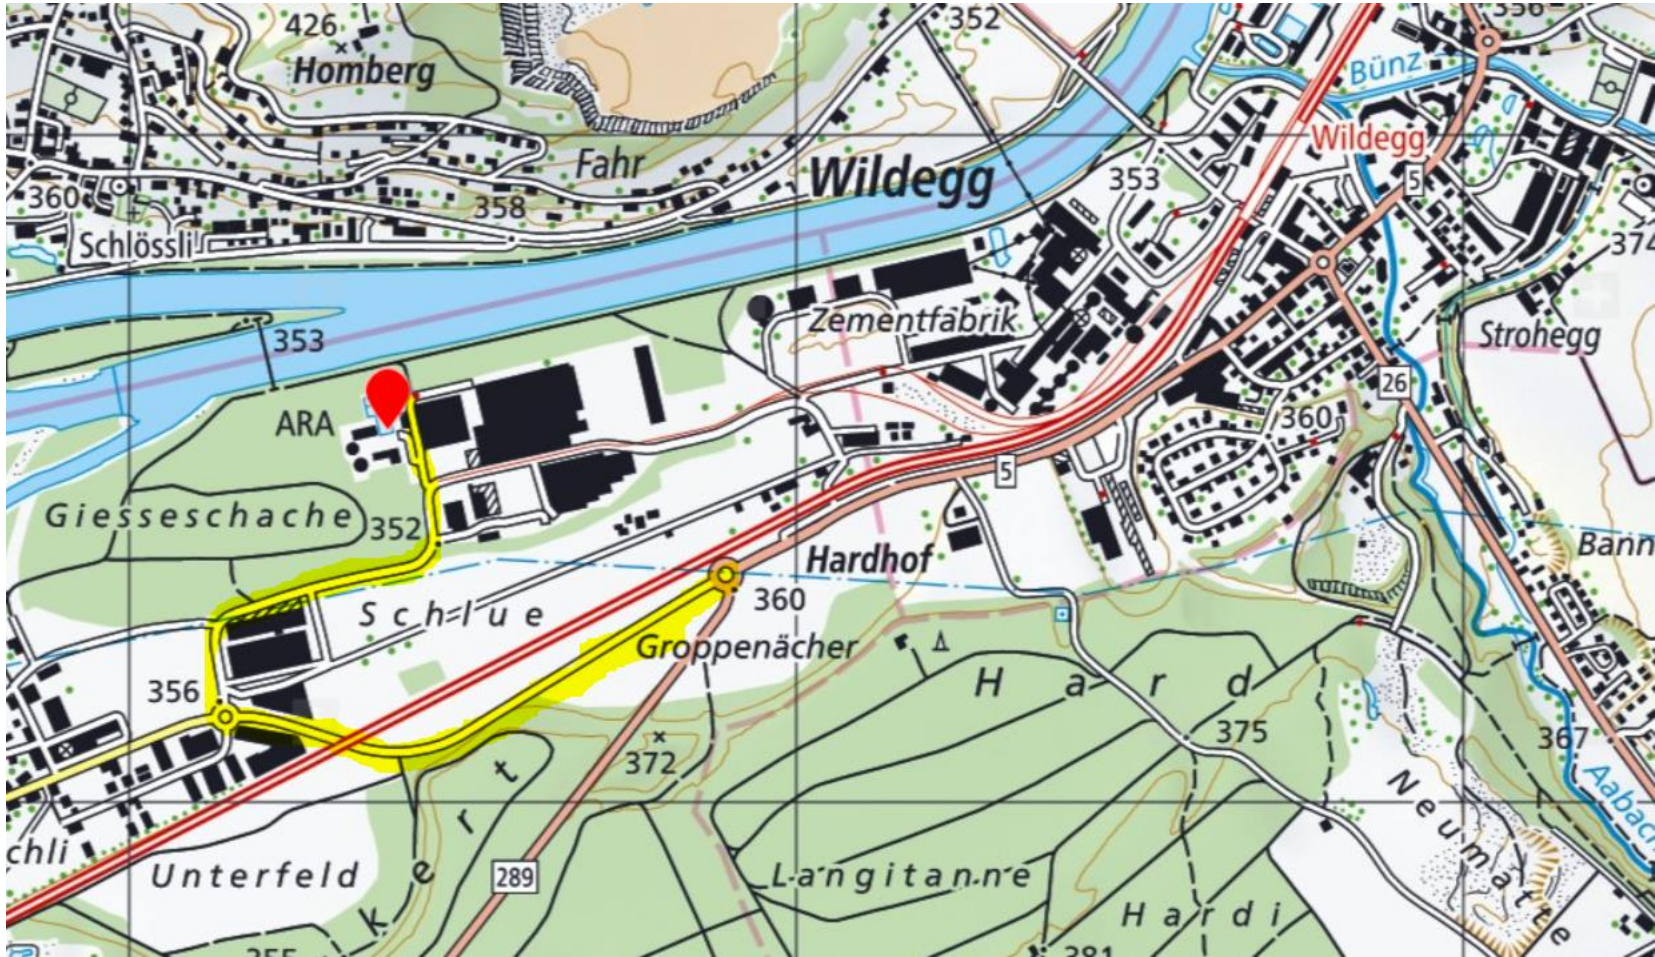 426
352
Homberg
Bünz
Wildegg
Fahr
Wildegg
353
5
360
358
Schlössli
374
Zementfabrik
Strohegg
353
26
ARA
360
5
Giesseschache
352
Hardhof
Bann
Schlue
360
Groppenächer
Hard
356
375
372
367
Neumatte
Aabach
chli
Unterfeld
kert
289
Langitanne
Hardi
381